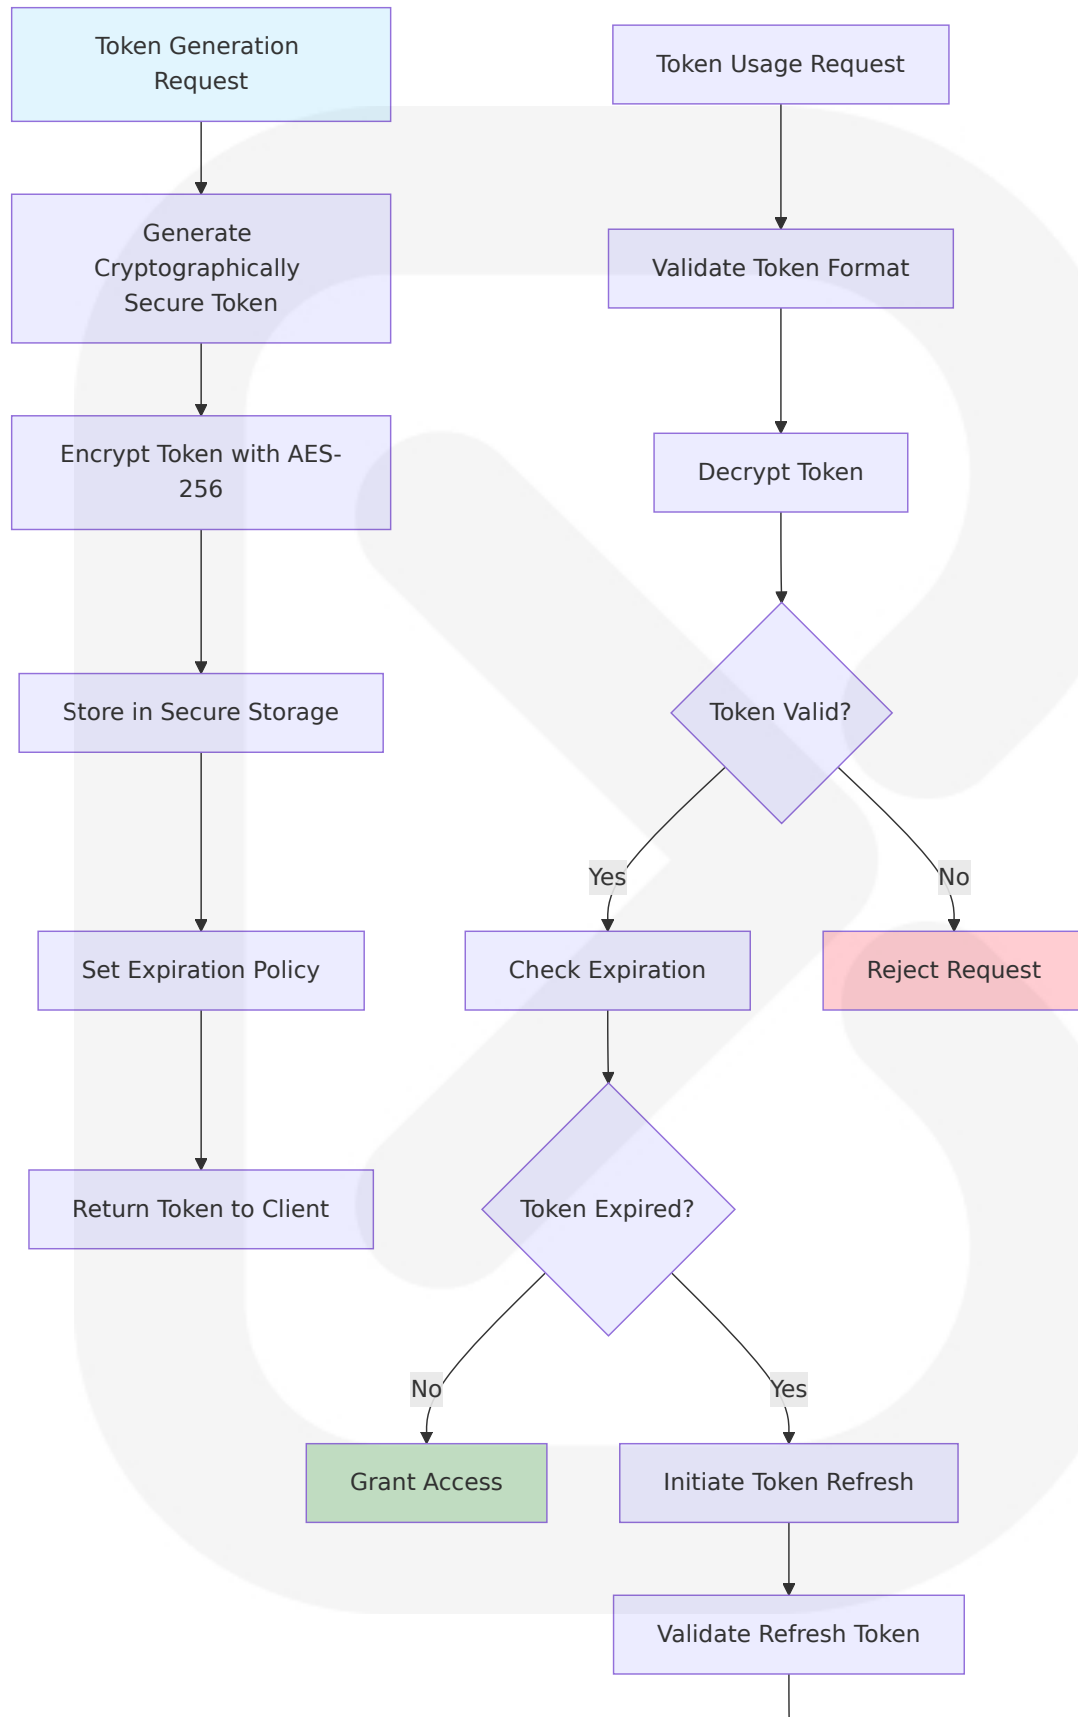 Token Generation
Request
Token Usage Request
Generate
Cryptographically
Secure Token
Validate Token Format
Encrypt Token with AES-
256
Decrypt Token
Store in Secure Storage
Token Valid?
Yes
No
Set Expiration Policy
Check Expiration
Reject Request
Return Token to Client
Token Expired?
No
Yes
Grant Access
Initiate Token Refresh
Validate Refresh Token